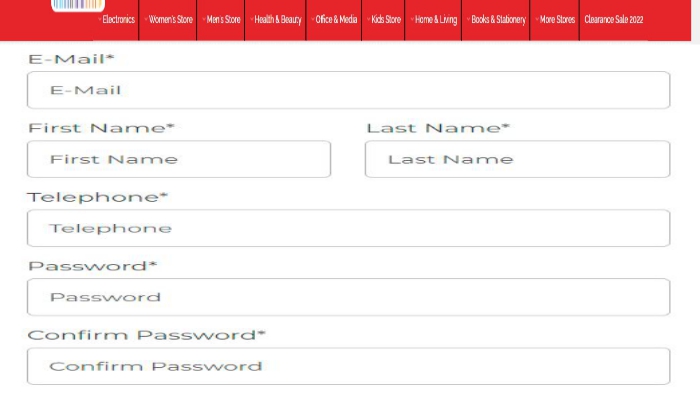 Electronics Women's Store Men's Store Health & Beauty Office & Media Kids Store Home & Living Books & Stationery More Stores Clearance Sale 2022
E-Mail*
E-Mail
First Name* Last Name*
First Name Last Name
Telephone*
Telephone
Password*
Password
Confirm Password*
Confirm Password